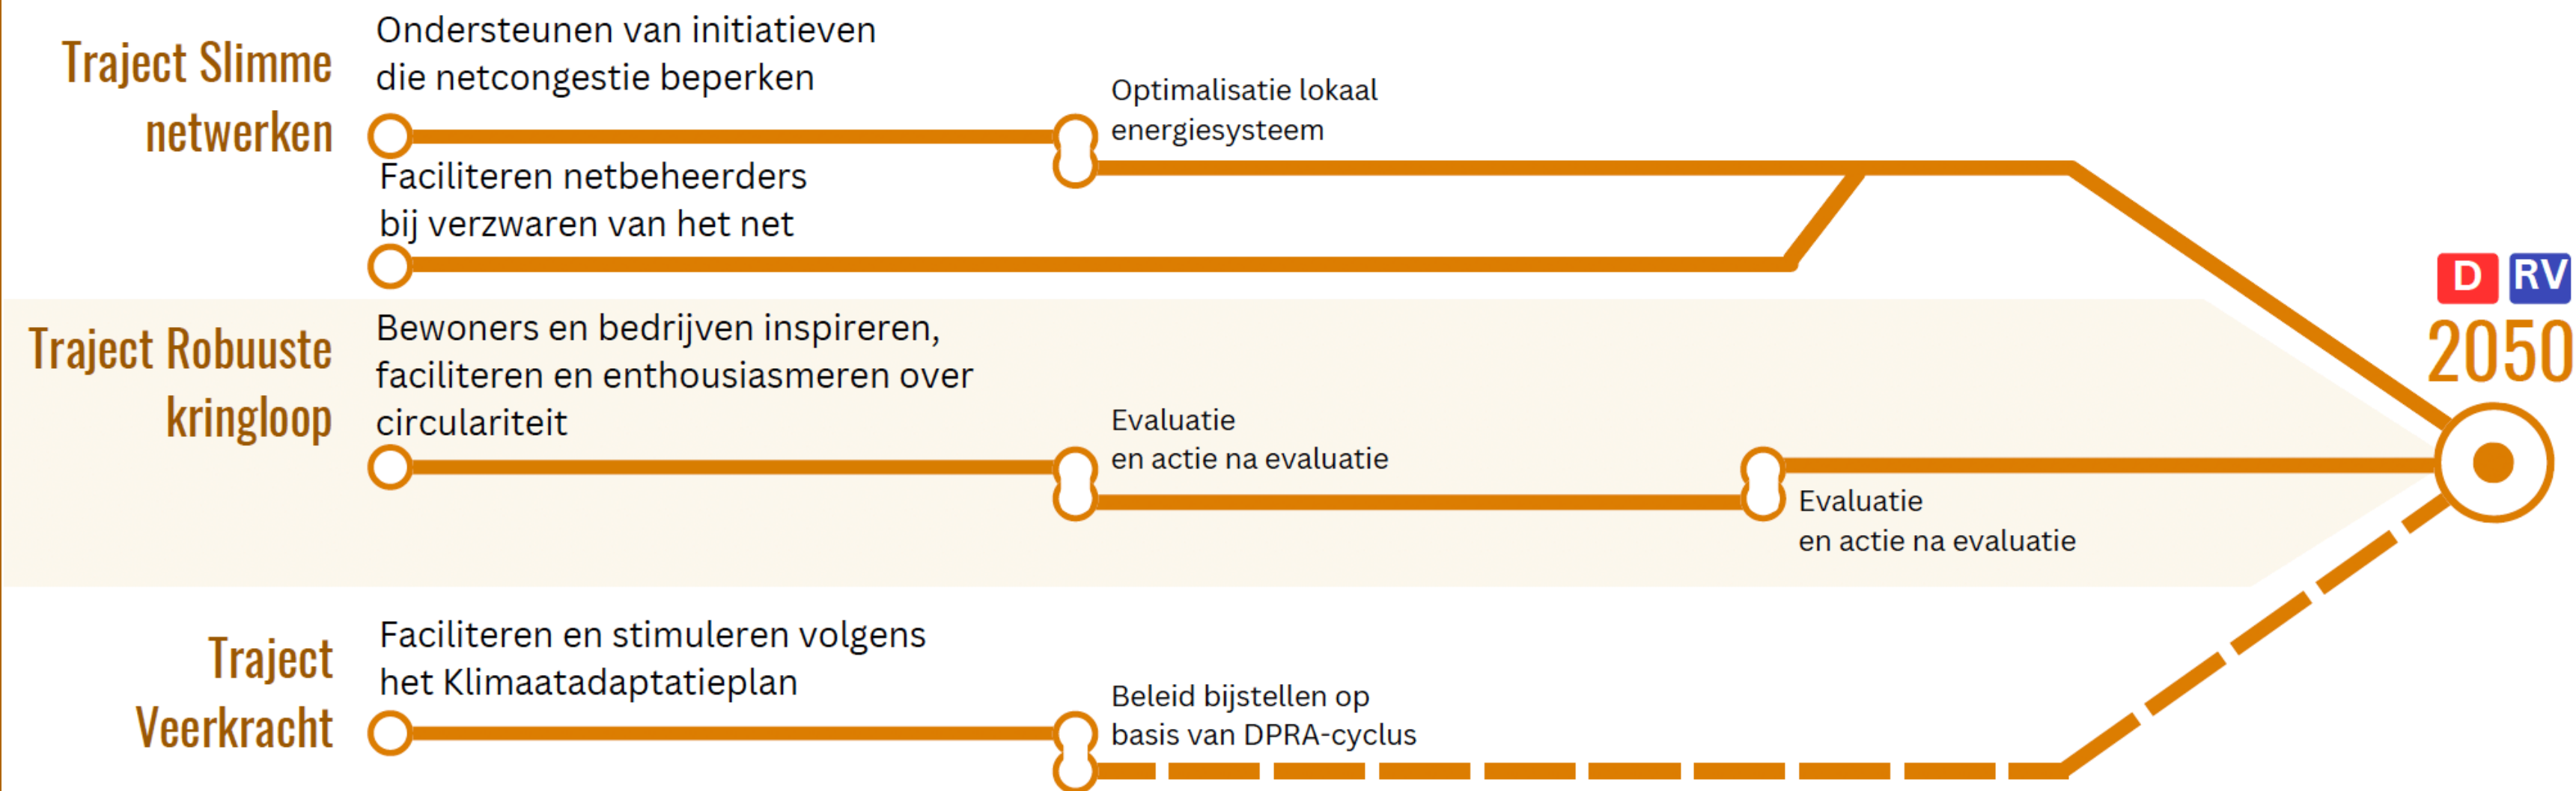 Traject Slimme
netwerken
Ondersteunen van initiatieven
die netcongestie beperken
Optimalisatie lokaal
energiesysteem
Faciliteren netbeheerders
bij verzwaren van het net
D RV
2050
Traject Robuuste
kringloop
Bewoners en bedrijven inspireren,
faciliteren en enthousiasmeren over
circulariteit
Evaluatie
en actie na evaluatie
Evaluatie
en actie na evaluatie
Traject
Veerkracht
Faciliteren en stimuleren volgens
het Klimaatadaptatieplan
Beleid bijstellen op
basis van DPRA-cyclus